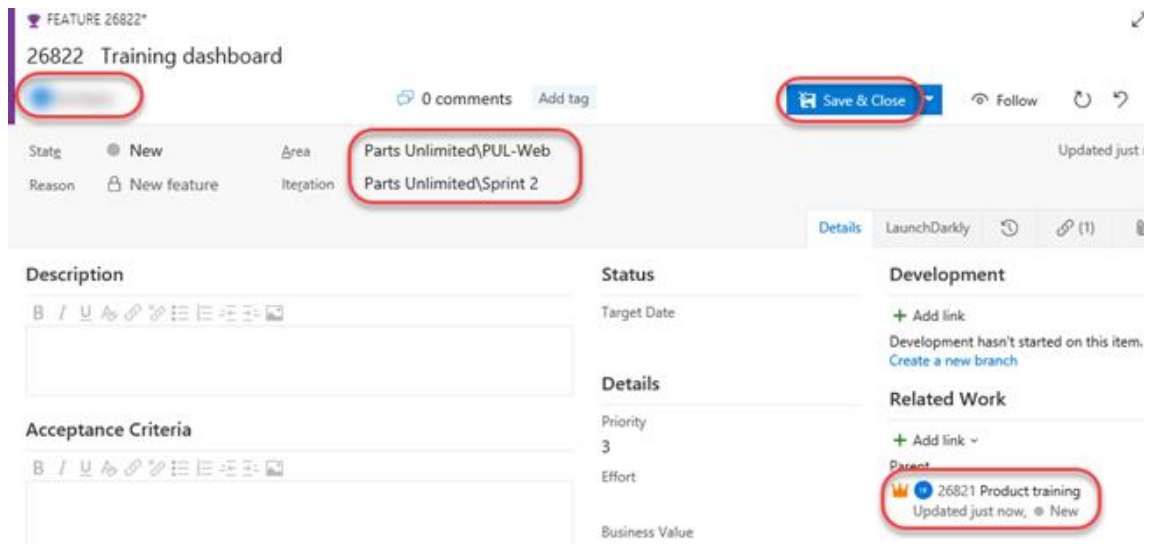 FEATURE 26822*
26822 Training dashboard
0 comments Add tag Save & Close Follow
State New Area Parts Unlimited\PUL-Web Updated just
Reason New feature Iteration Parts Unlimited\Sprint 2
Details LaunchDarkly (1)
Description Status Development
B I U Target Date + Add link
Development hasn't started on this item.
Create a new branch
Details
Related Work
Priority
Acceptance Criteria
3
+ Add link
B I U
Parent
Effort
26821 Product training
Updated just now, New
Business Value